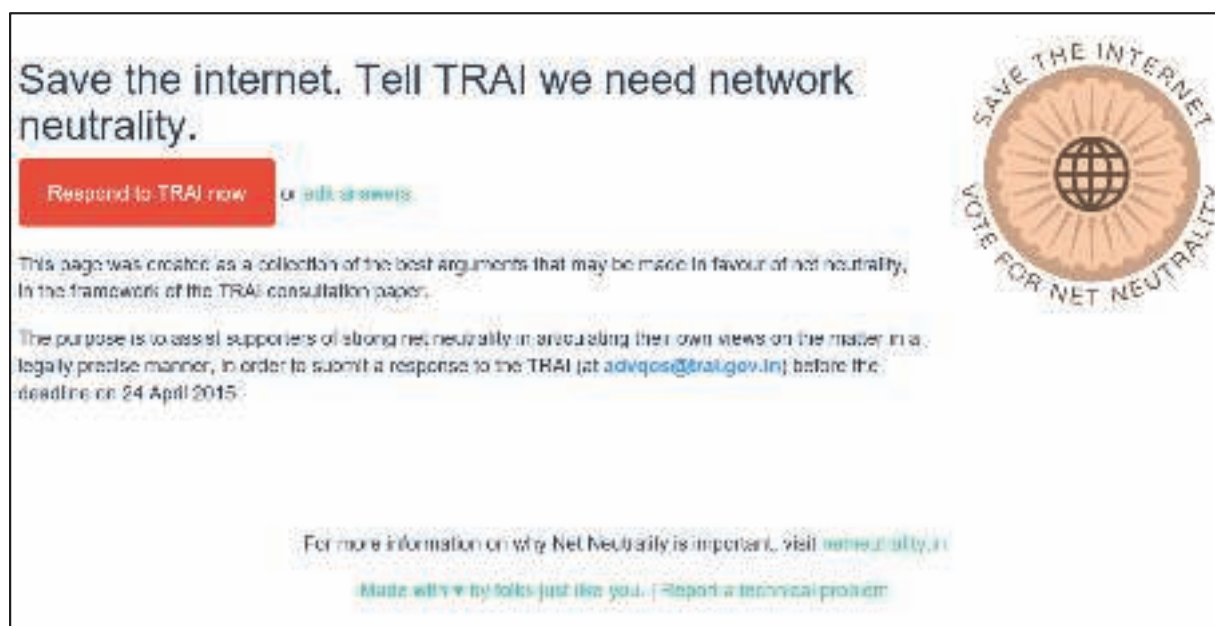 Save the internet. Tell TRAI we need network
neutrality.
SAVE THE INTERNET
VOTE FOR NET NEUTRALITY
Respond to TRAI now or edit answers
This page was created as a collection of the best arguments that may be made in favour of net neutrality,
in the framework of the TRAI consultation paper.
The purpose is to assist supporters of strong net neutrality in articulating their own views on the matter in a
legally precise manner, in order to submit a response to the TRAI (at advqos@trai.gov.in) before the
deadline on 24 April 2015.
For more information on why Net Neutrality is important, visit netneutrality.in
Made with ♥ by folks just like you. | Report a technical problem